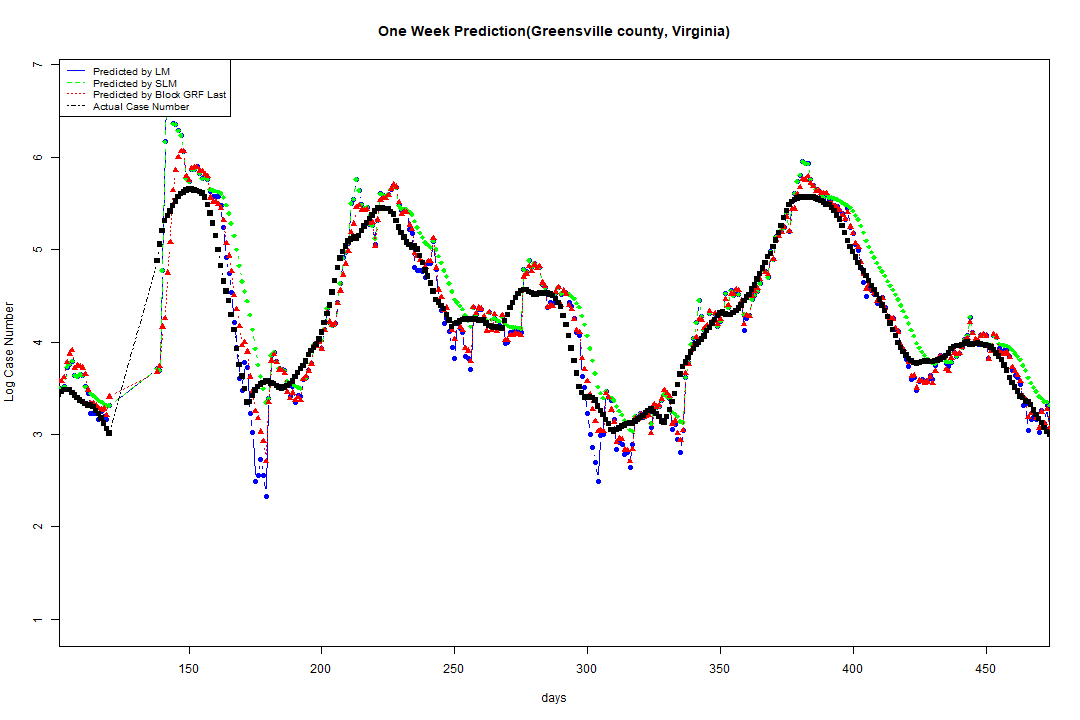 One Week Prediction(Greensville county, Virginia)
Predicted by LM
Predicted by SLM
Predicted by Block GRF Last
Actual Case Number
Log Case Number
7
6
5
4
3
2
1
150 200 250 300 350 400 450
days